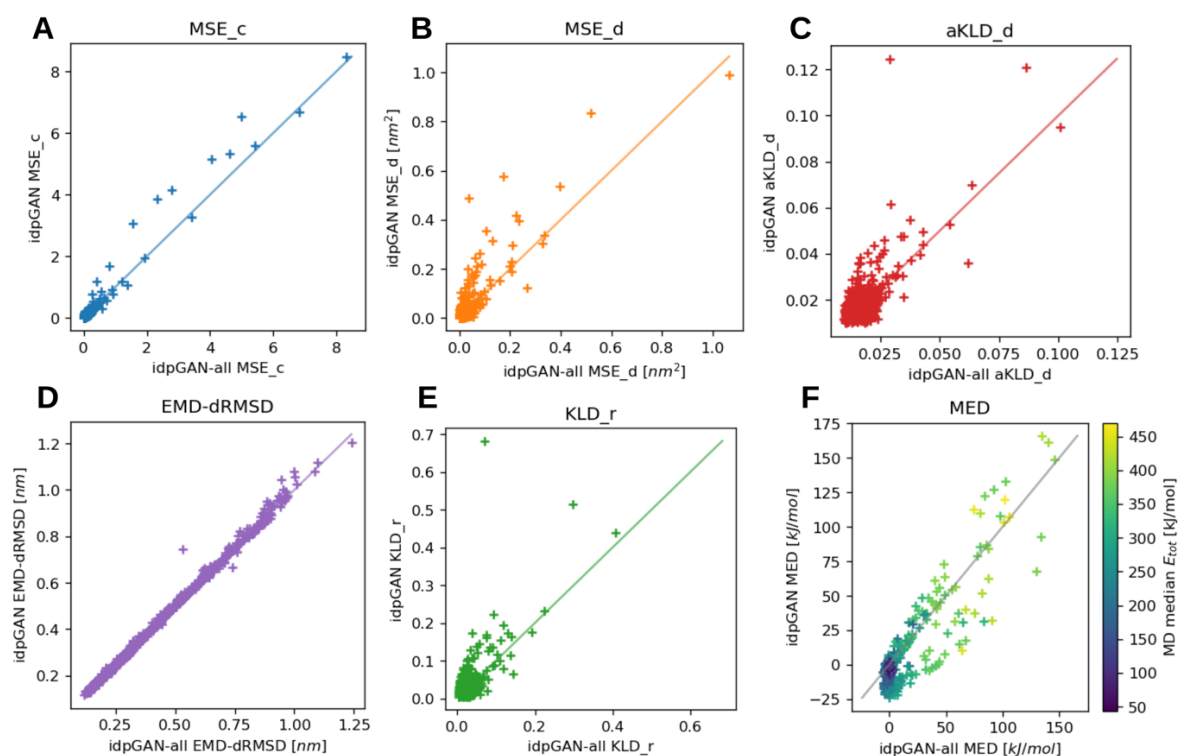 A
MSE_c
idpGAN MSE_c
8
6
4
2
0
0 2 4 6 8
idpGAN-all MSE_c
B
MSE_d
idpGAN MSE_d [nm²]
1.0
0.8
0.6
0.4
0.2
0.0
0.0 0.2 0.4 0.6 0.8 1.0
idpGAN-all MSE_d [nm²]
C
aKLD_d
idpGAN aKLD_d
0.12
0.10
0.08
0.06
0.04
0.02
0.025 0.050 0.075 0.100 0.125
idpGAN-all aKLD_d
D
EMD-dRMSD
idpGAN EMD-dRMSD [nm]
1.2
1.0
0.8
0.6
0.4
0.2
0.25 0.50 0.75 1.00 1.25
idpGAN-all EMD-dRMSD [nm]
E
KLD_r
idpGAN KLD_r
0.7
0.6
0.5
0.4
0.3
0.2
0.1
0.0
0.0 0.2 0.4 0.6
idpGAN-all KLD_r
F
MED
idpGAN MED [kJ/mol]
175
150
125
100
75
50
25
0
−25
0 50 100 150
idpGAN-all MED [kJ/mol]
450
400
350
300
250
200
150
100
50
MD median E_tot [kJ/mol]